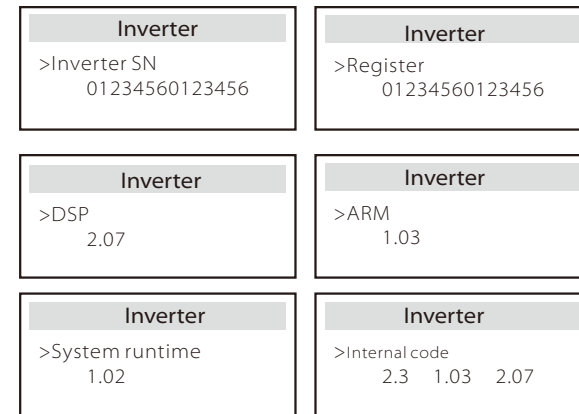 Inverter
>Inverter SN
01234560123456
Inverter
>Register
01234560123456
Inverter
>DSP
2.07
Inverter
>ARM
1.03
Inverter
>System runtime
1.02
Inverter
>Internal code
2.3 1.03 2.07